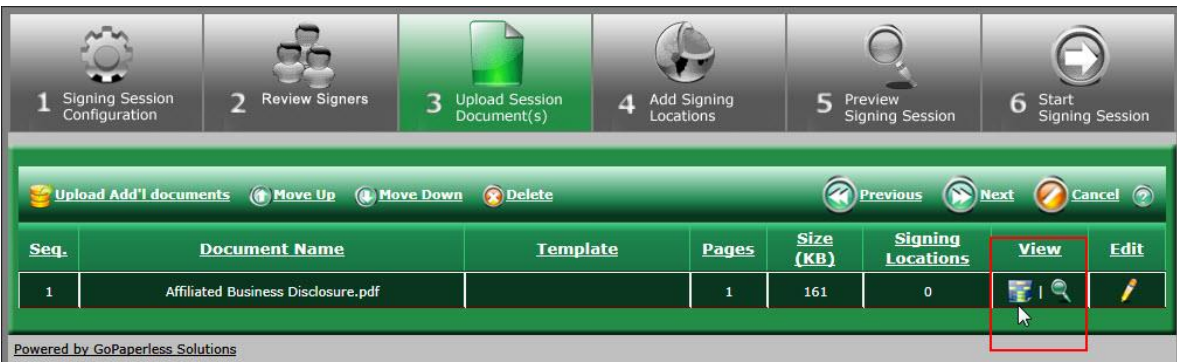 1 Signing Session Configuration
2 Review Signers
3 Upload Session Document(s)
4 Add Signing Locations
5 Preview Signing Session
6 Start Signing Session
Upload Add'l documents Move Up Move Down Delete Previous Next Cancel ?
Seq. Document Name Template Pages Size (KB) Signing Locations View Edit
1 Affiliated Business Disclosure.pdf 1 161 0 |
Powered by GoPaperless Solutions